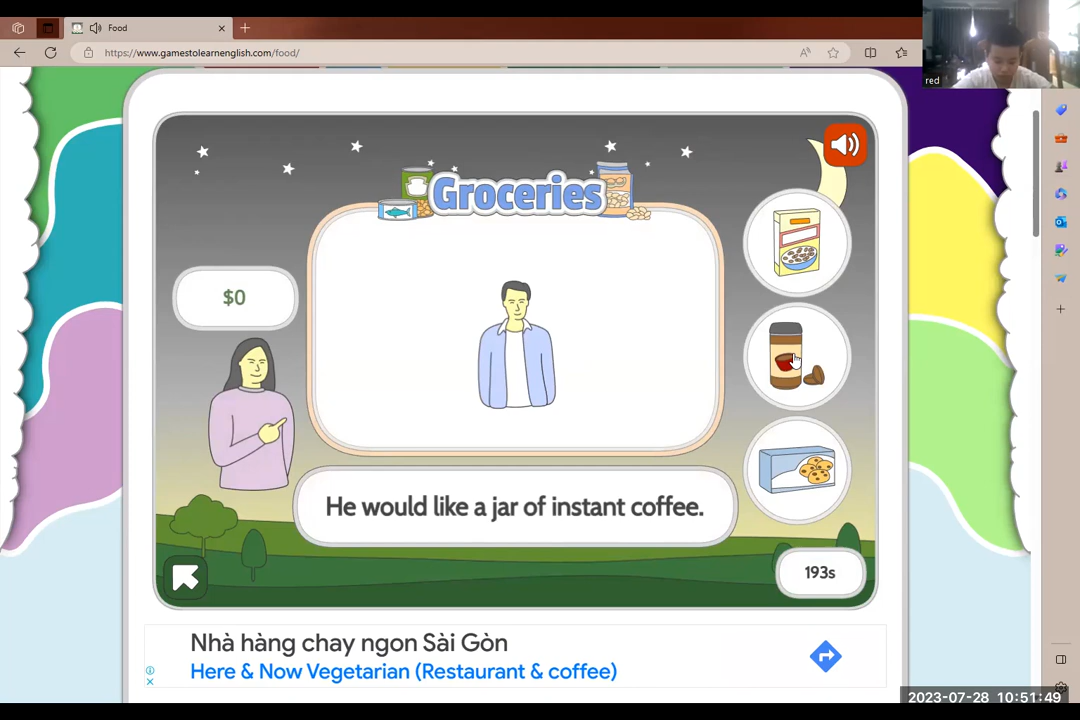 Food
https://www.gamestolearnenglish.com/food/
red
Groceries
$0
He would like a jar of instant coffee.
193s
Nhà hàng chay ngon Sài Gòn
Here & Now Vegetarian (Restaurant & coffee)
2023-07-28 10:51:49